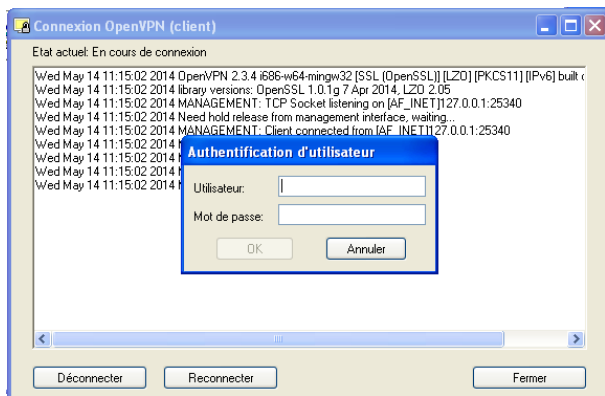 Connexion OpenVPN (client)
Etat actuel: En cours de connexion
Wed May 14 11:15:02 2014 OpenVPN 2.3.4 i686-w64-mingw32 [SSL (OpenSSL)] [LZO] [PKCS11] [IPv6] built
Wed May 14 11:15:02 2014 library versions: OpenSSL 1.0.1g 7 Apr 2014, LZO 2.05
Wed May 14 11:15:02 2014 MANAGEMENT: TCP Socket listening on [AF_INET]127.0.0.1:25340
Wed May 14 11:15:02 2014 Need hold release from management interface, waiting...
Wed May 14 11:15:02 2014 MANAGEMENT: Client connected from [AF_INET]127.0.0.1:25340
Wed May 14 11:15:02 2014
Wed May 14 11:15:02 2014
Wed May 14 11:15:02 2014
Wed May 14 11:15:02 2014
Authentification d'utilisateur
Utilisateur:
Mot de passe:
OK Annuler
Déconnecter Reconnecter Fermer